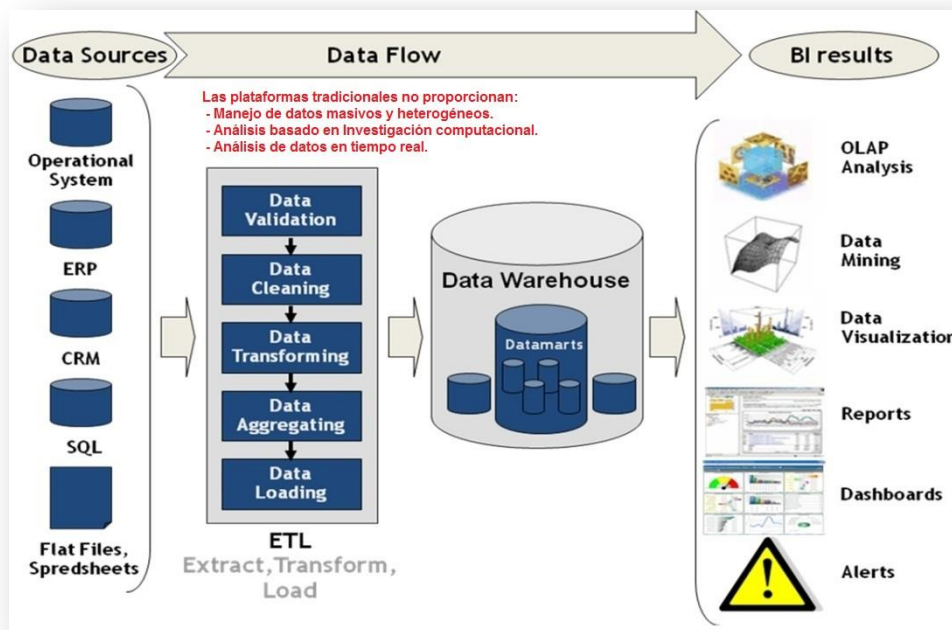 Data Sources
Data Flow
BI results
Las plataformas tradicionales no proporcionan:
- Manejo de datos masivos y heterogéneos.
- Análisis basado en Investigación computacional.
- Análisis de datos en tiempo real.
Operational
System
ERP
CRM
SQL
Flat Files,
Spredsheets
Data
Validation
Data
Cleaning
Data
Transforming
Data
Aggregating
Data
Loading
ETL
Extract,Transform,
Load
Data Warehouse
Datamarts
OLAP
Analysis
Data
Mining
Data
Visualization
Reports
Dashboards
Alerts